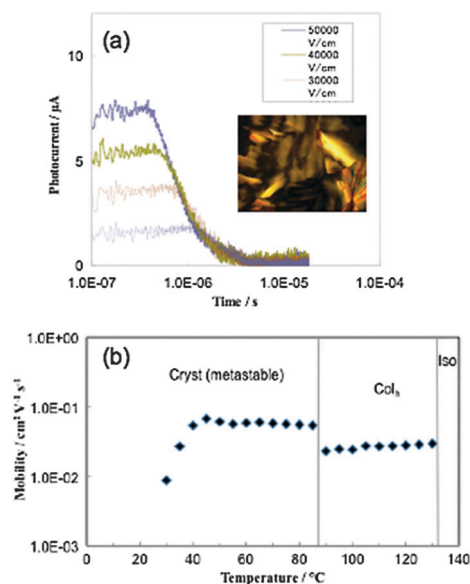 (a)
50000
V/cm
40000
V/cm
30000
V/cm
10
5
0
Photocurrent / μA
1.0E-07 1.0E-06 1.0E-05 1.0E-04
Time / s
(b)
Cryst (metastable)
Colh
Iso
1.0E+00
1.0E-01
1.0E-02
1.0E-03
Mobility / cm² V⁻¹ s⁻¹
0 20 40 60 80 100 120 140
Temperature / °C